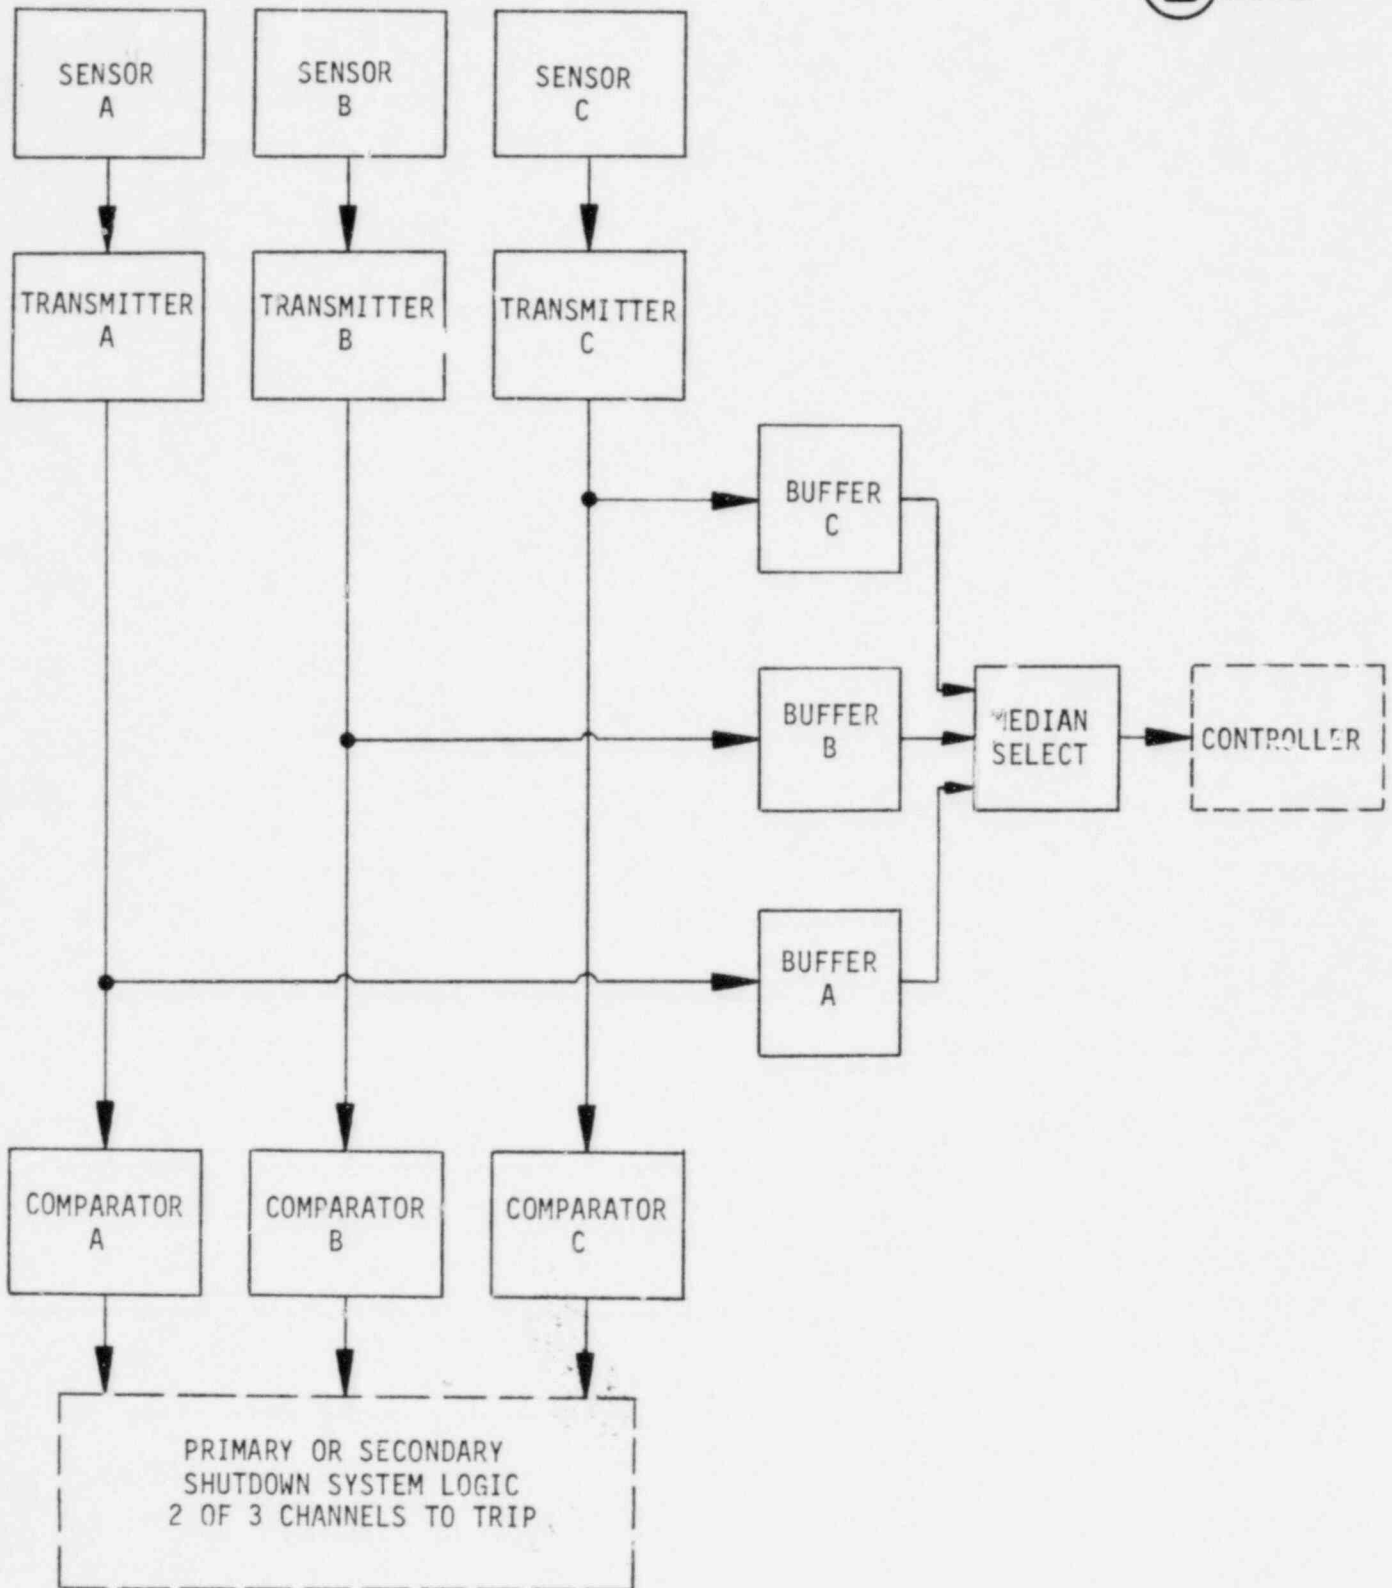 SENSOR
A
SENSOR
B
SENSOR
C
TRANSMITTER
A
TRANSMITTER
B
TRANSMITTER
C
BUFFER
C
BUFFER
B
MEDIAN
SELECT
CONTROLLER
BUFFER
A
COMPARATOR
A
COMPARATOR
B
COMPARATOR
C
PRIMARY OR SECONDARY
SHUTDOWN SYSTEM LOGIC
2 OF 3 CHANNELS TO TRIP